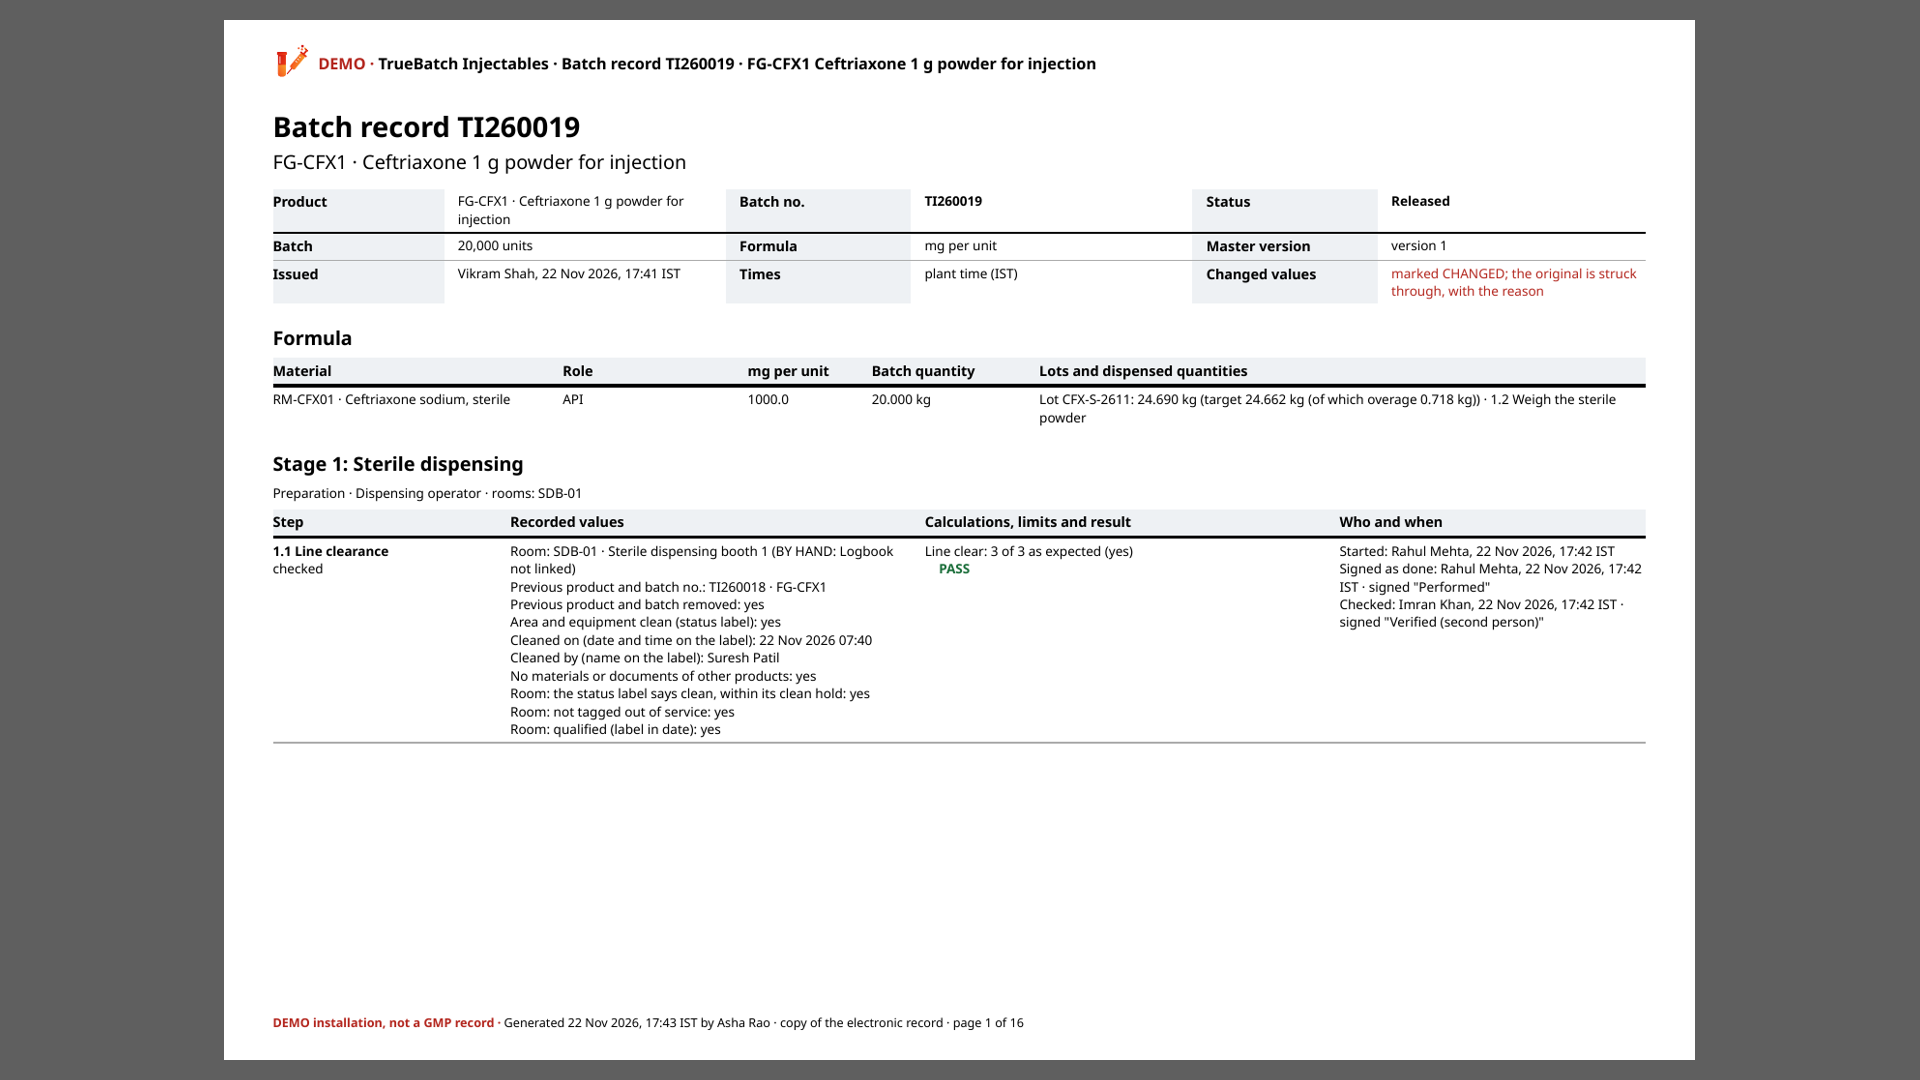 DEMO · TrueBatch Injectables · Batch record TI260019 · FG-CFX1 Ceftriaxone 1 g powder for injection
Batch record TI260019
FG-CFX1 · Ceftriaxone 1 g powder for injection
Product FG-CFX1 · Ceftriaxone 1 g powder for injection Batch no. TI260019 Status Released
Batch 20,000 units Formula mg per unit Master version version 1
Issued Vikram Shah, 22 Nov 2026, 17:41 IST Times plant time (IST) Changed values marked CHANGED; the original is struck through, with the reason
Formula
Material Role mg per unit Batch quantity Lots and dispensed quantities
RM-CFX01 · Ceftriaxone sodium, sterile API 1000.0 20.000 kg Lot CFX-S-2611: 24.690 kg (target 24.662 kg (of which overage 0.718 kg)) · 1.2 Weigh the sterile powder
Stage 1: Sterile dispensing
Preparation · Dispensing operator · rooms: SDB-01
Step Recorded values Calculations, limits and result Who and when
1.1 Line clearance
checked
Room: SDB-01 · Sterile dispensing booth 1 (BY HAND: Logbook
not linked)
Previous product and batch no.: TI260018 · FG-CFX1
Previous product and batch removed: yes
Area and equipment clean (status label): yes
Cleaned on (date and time on the label): 22 Nov 2026 07:40
Cleaned by (name on the label): Suresh Patil
No materials or documents of other products: yes
Room: the status label says clean, within its clean hold: yes
Room: not tagged out of service: yes
Room: qualified (label in date): yes
Line clear: 3 of 3 as expected (yes)
PASS
Started: Rahul Mehta, 22 Nov 2026, 17:42 IST
Signed as done: Rahul Mehta, 22 Nov 2026, 17:42
IST · signed "Performed"
Checked: Imran Khan, 22 Nov 2026, 17:42 IST ·
signed "Verified (second person)"
DEMO installation, not a GMP record · Generated 22 Nov 2026, 17:43 IST by Asha Rao · copy of the electronic record · page 1 of 16